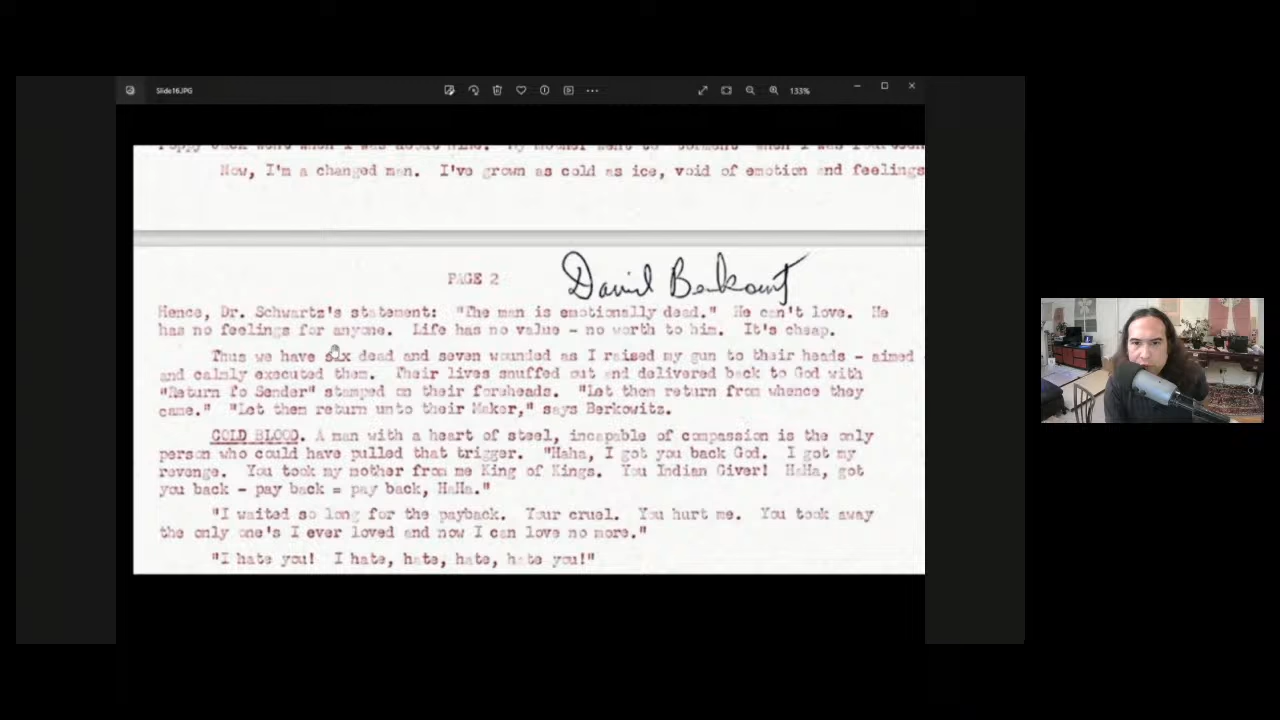 Slide16.JPG
133%
Now, I'm a changed man. I've grown as cold as ice, void of emotion and feelings
PAGE 2
David Berkowitz
Hence, Dr. Schwartz's statement: "The man is emotionally dead." He can't love. He
has no feelings for anyone. Life has no value - no worth to him. It's cheap.
Thus we have six dead and seven wounded as I raised my gun to their heads - aimed
and calmly executed them. Their lives snuffed out and delivered back to God with
"Return To Sender" stamped on their foreheads. "Let them return from whence they
came." "Let them return unto their Maker," says Berkowitz.
COLD BLOOD. A man with a heart of steel, incapable of compassion is the only
person who could have pulled that trigger. "Haha, I got you back God. I got my
revenge. You took my mother from me King of Kings. You Indian Giver! HaHa, got
you back - pay back = pay back, HaHa."
"I waited so long for the payback. Your cruel. You hurt me. You took away
the only one's I ever loved and now I can love no more."
"I hate you! I hate, hate, hate, hate you!"